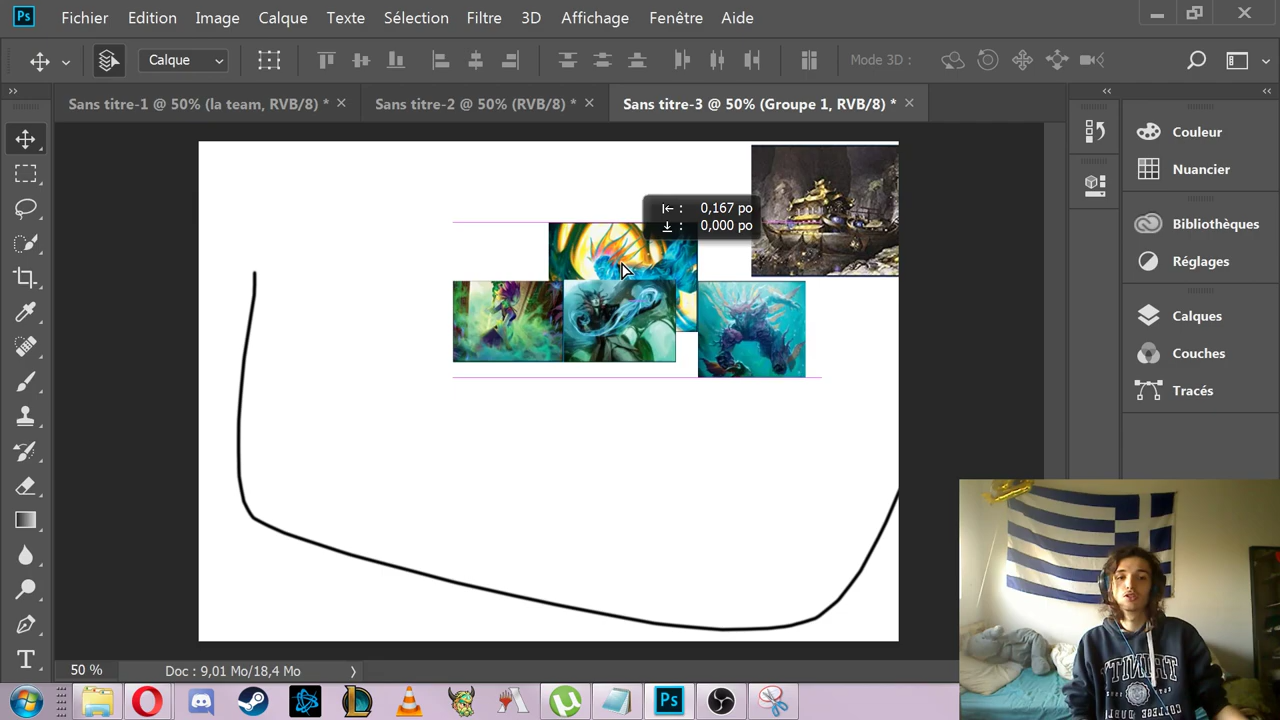 Ps Fichier Edition Image Calque Texte Sélection Filtre 3D Affichage Fenêtre Aide
Calque Mode 3D :
Sans titre-1 @ 50% (la team, RVB/8) * Sans titre-2 @ 50% (RVB/8) * Sans titre-3 @ 50% (Groupe 1, RVB/8) *
Couleur
Nuancier
0,167 po
0,000 po
Bibliothèques
Réglages
Calques
Couches
Tracés
T
50 % Doc : 9,01 Mo/18,4 Mo
Ps